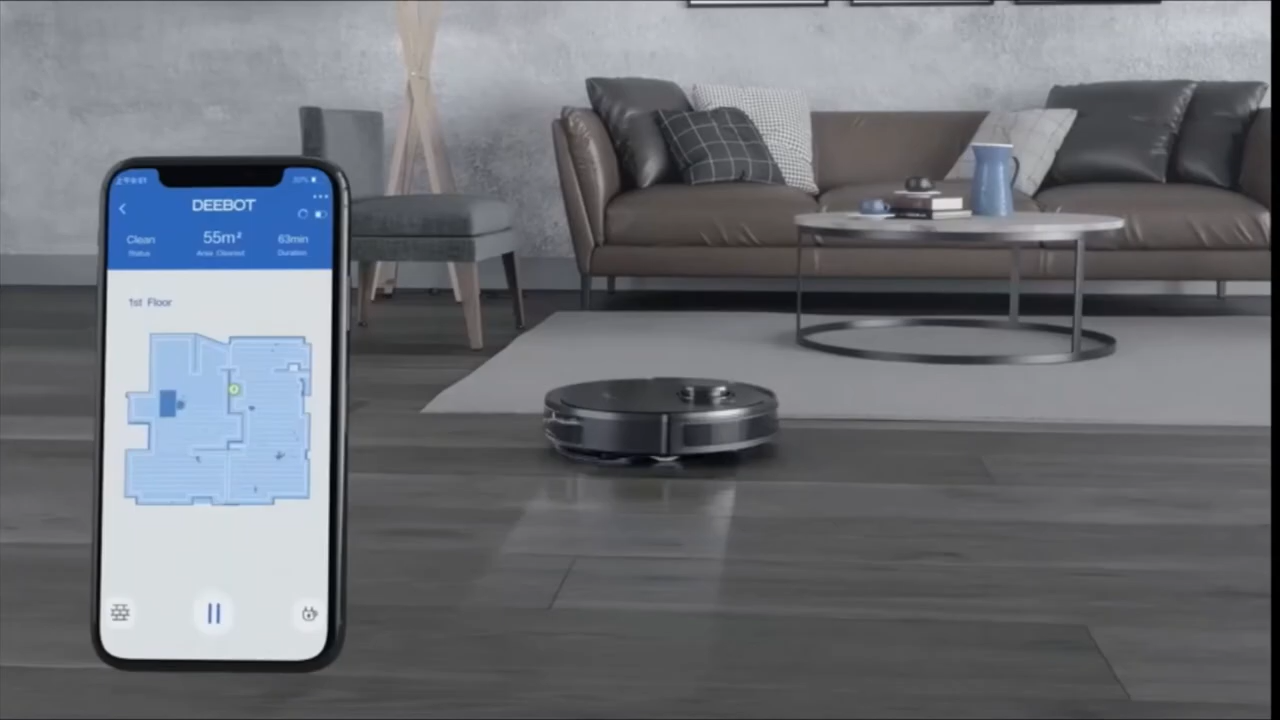 DEEBOT
Clean
55m²
63min
Status
Area Cleaned
Duration
1st Floor